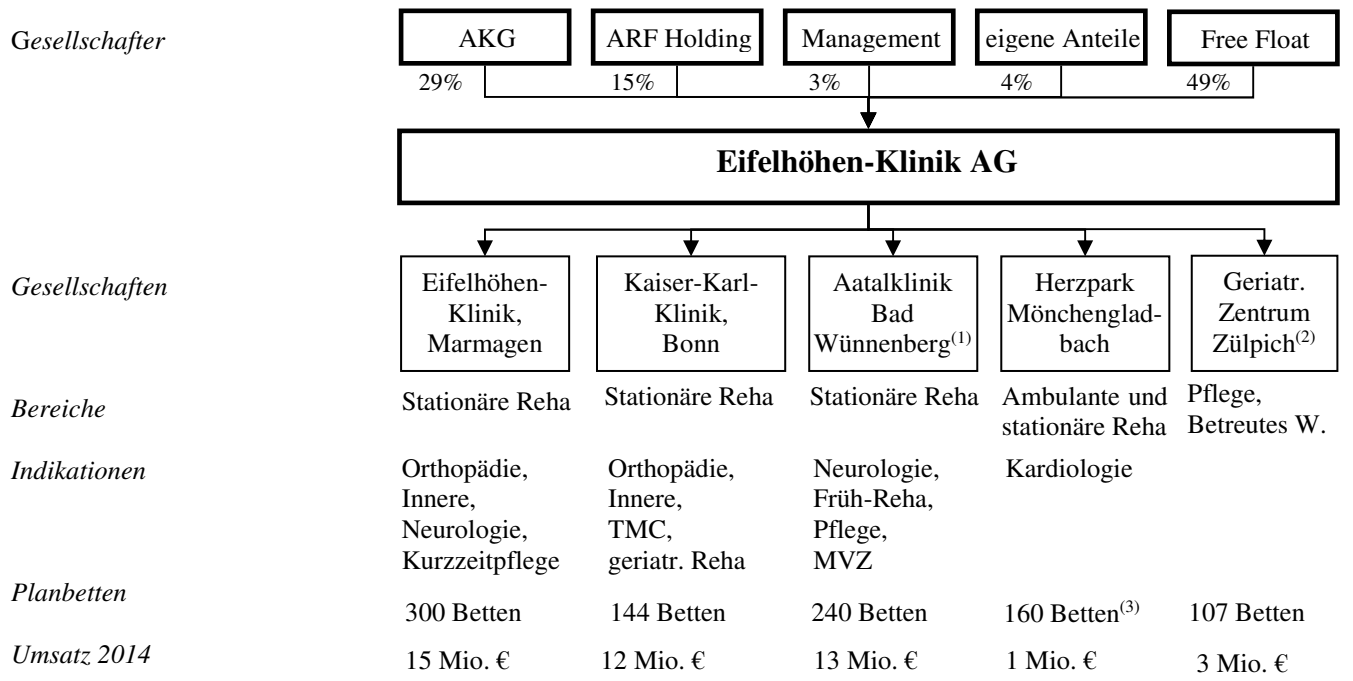 Gesellschafter
AKG
ARF Holding
Management
eigene Anteile
Free Float
29%
15%
3%
4%
49%
Eifelhöhen-Klinik AG
Gesellschaften
Eifelhöhen-
Klinik,
Marmagen
Kaiser-Karl-
Klinik,
Bonn
Aatalklinik
Bad
Wünnenberg(1)
Herzpark
Mönchenglad-
bach
Geriatr.
Zentrum
Zülpich(2)
Bereiche
Stationäre Reha
Stationäre Reha
Stationäre Reha
Ambulante und
stationäre Reha
Pflege,
Betreutes W.
Indikationen
Orthopädie,
Innere,
Neurologie,
Kurzzeitpflege
Orthopädie,
Innere,
TMC,
geriatr. Reha
Neurologie,
Früh-Reha,
Pflege,
MVZ
Kardiologie
Planbetten
300 Betten
144 Betten
240 Betten
160 Betten(3)
107 Betten
Umsatz 2014
15 Mio. €
12 Mio. €
13 Mio. €
1 Mio. €
3 Mio. €